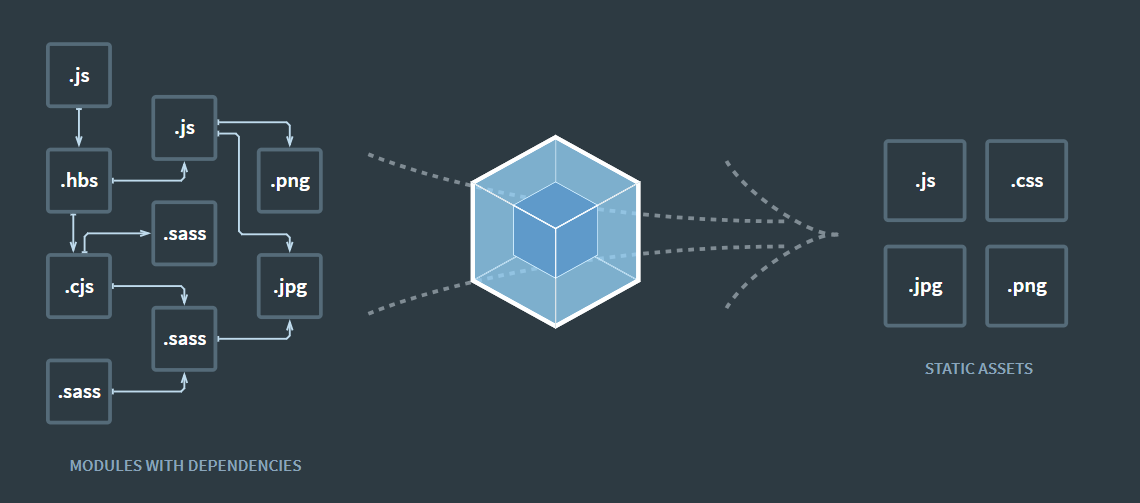 .js
.js
.hbs
.png
.sass
.cjs
.jpg
.sass
.sass
MODULES WITH DEPENDENCIES
.js
.css
.jpg
.png
STATIC ASSETS